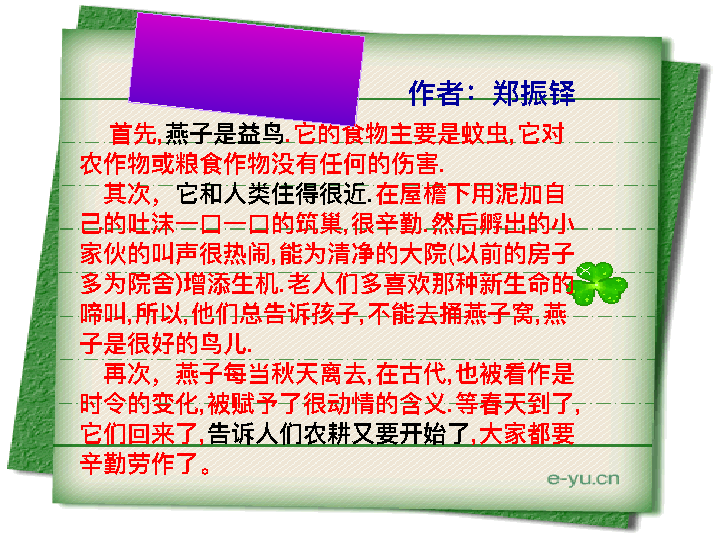 作者：郑振铎
首先,燕子是益鸟.它的食物主要是蚊虫,它对
农作物或粮食作物没有任何的伤害.
其次，它和人类住得很近.在屋檐下用泥加自
己的吐沫一口一口的筑巢,很辛勤.然后孵出的小
家伙的叫声很热闹,能为清净的大院(以前的房子
多为院舍)增添生机.老人们多喜欢那种新生命的
啼叫,所以,他们总告诉孩子,不能去捅燕子窝,燕
子是很好的鸟儿.
再次，燕子每当秋天离去,在古代,也被看作是
时令的变化,被赋予了很动情的含义.等春天到了,
它们回来了,告诉人们农耕又要开始了,大家都要
辛勤劳作了。
e-yu.cn